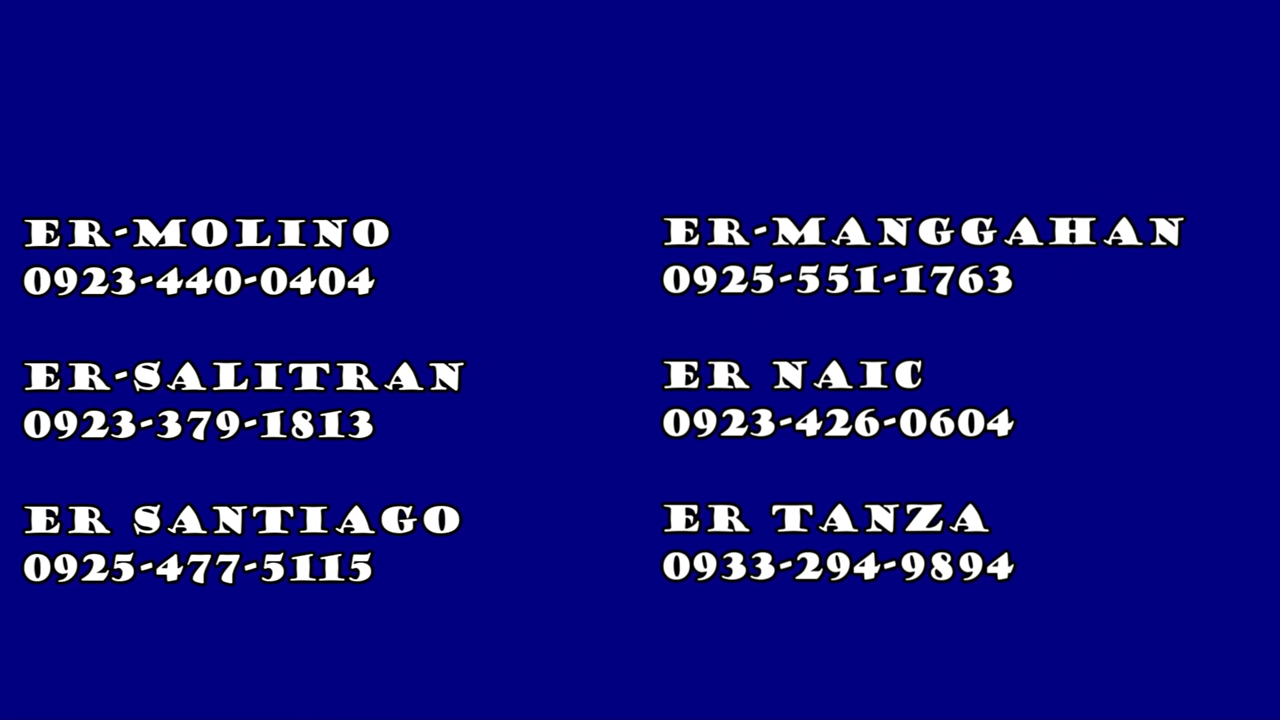 ER-MOLINO
0923-440-0404
ER-SALITRAN
0923-379-1813
ER SANTIAGO
0925-477-5115
ER-MANGGAHAN
0925-551-1763
ER NAIC
0923-426-0604
ER TANZA
0933-294-9894